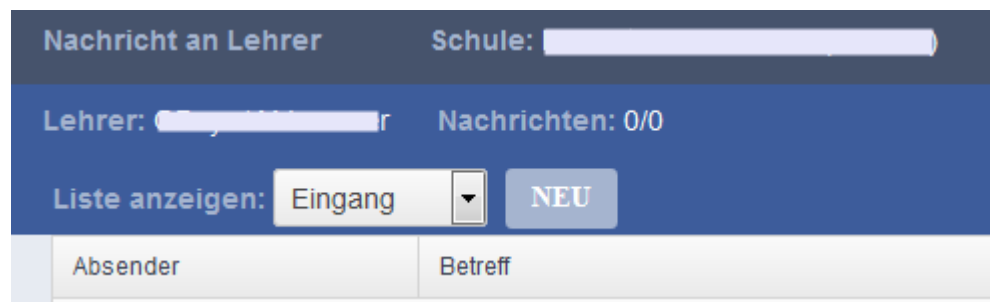 Nachricht an Lehrer Schule:
Lehrer: Nachrichten: 0/0
Liste anzeigen: Eingang NEU
Absender Betreff